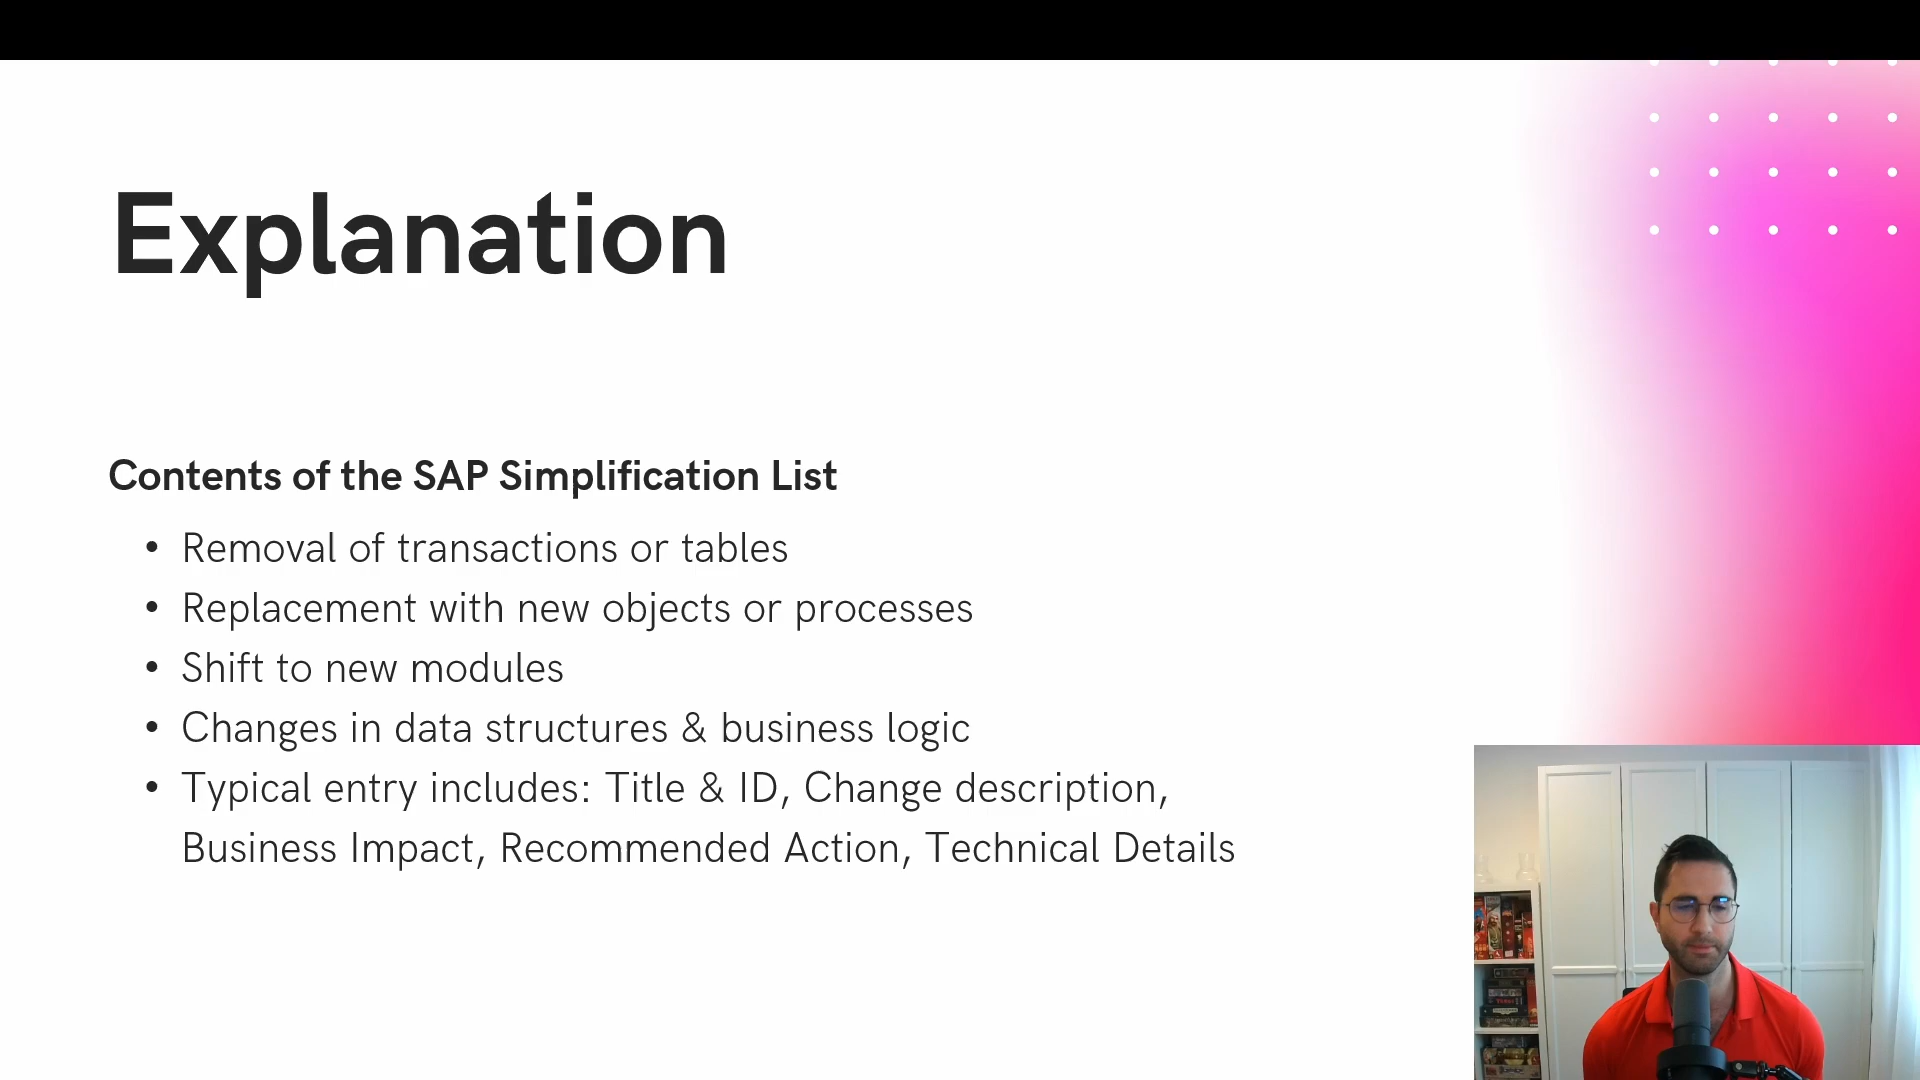 Explanation
Contents of the SAP Simplification List
• Removal of transactions or tables
• Replacement with new objects or processes
• Shift to new modules
• Changes in data structures & business logic
• Typical entry includes: Title & ID, Change description,
Business Impact, Recommended Action, Technical Details